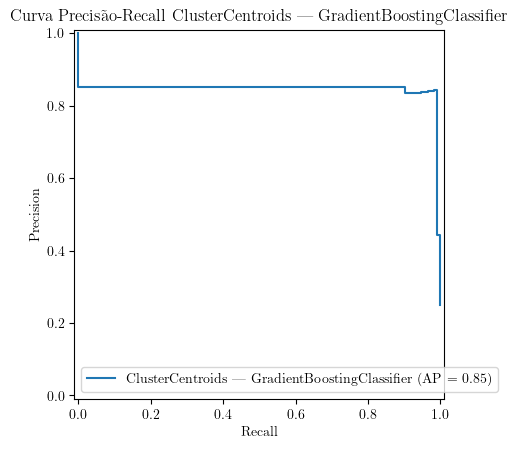 Curva Precisão-Recall ClusterCentroids — GradientBoostingClassifier
1.0
0.8
0.6
0.4
0.2
0.0
Precision
ClusterCentroids — GradientBoostingClassifier (AP = 0.85)
0.0 0.2 0.4 0.6 0.8 1.0
Recall